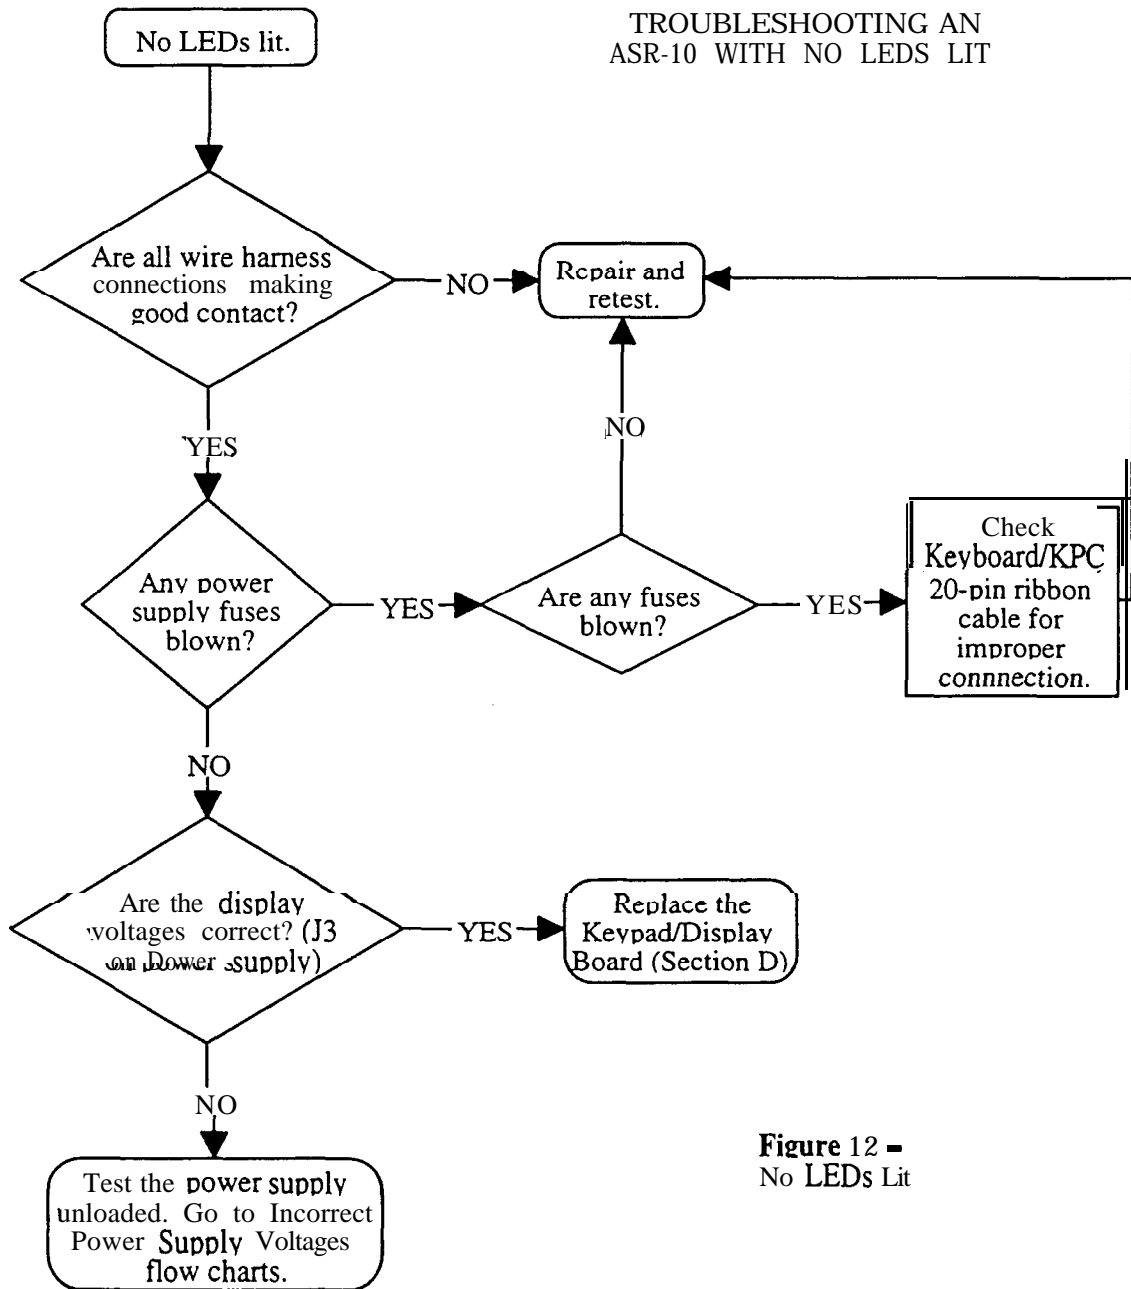 TROUBLESHOOTING AN
ASR-10 WITH NO LEDS LIT
No LEDs lit.
Are all wire harness
connections making
good contact?
NO
Repair and
retest.
YES
NO
Any power
supply fuses
blown?
YES
Are any fuses
blown?
YES
Check
Keyboard/KPC
20-pin ribbon
cable for
improper
connnection.
NO
Are the display
voltages correct? (J3
on power supply)
YES
Replace the
Keypad/Display
Board (Section D)
NO
Test the power supply
unloaded. Go to Incorrect
Power Supply Voltages
flow charts.
Figure 12 –
No LEDs Lit